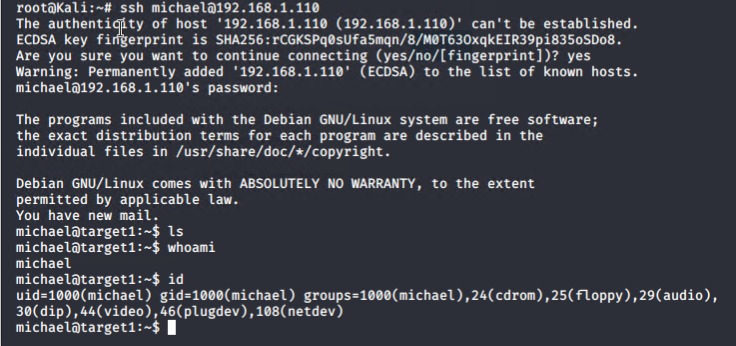 root@Kali:~# ssh michael@192.168.1.110
The authenticity of host '192.168.1.110 (192.168.1.110)' can't be established.
ECDSA key fingerprint is SHA256:rCGKSPq0sUfa5mqn/8/M0T63OxqkEIR39pi835oSDo8.
Are you sure you want to continue connecting (yes/no/[fingerprint])? yes
Warning: Permanently added '192.168.1.110' (ECDSA) to the list of known hosts.
michael@192.168.1.110's password:
The programs included with the Debian GNU/Linux system are free software;
the exact distribution terms for each program are described in the
individual files in /usr/share/doc/*/copyright.
Debian GNU/Linux comes with ABSOLUTELY NO WARRANTY, to the extent
permitted by applicable law.
You have new mail.
michael@target1:~$ ls
michael@target1:~$ whoami
michael
michael@target1:~$ id
uid=1000(michael) gid=1000(michael) groups=1000(michael),24(cdrom),25(floppy),29(audio),
30(dip),44(video),46(plugdev),108(netdev)
michael@target1:~$